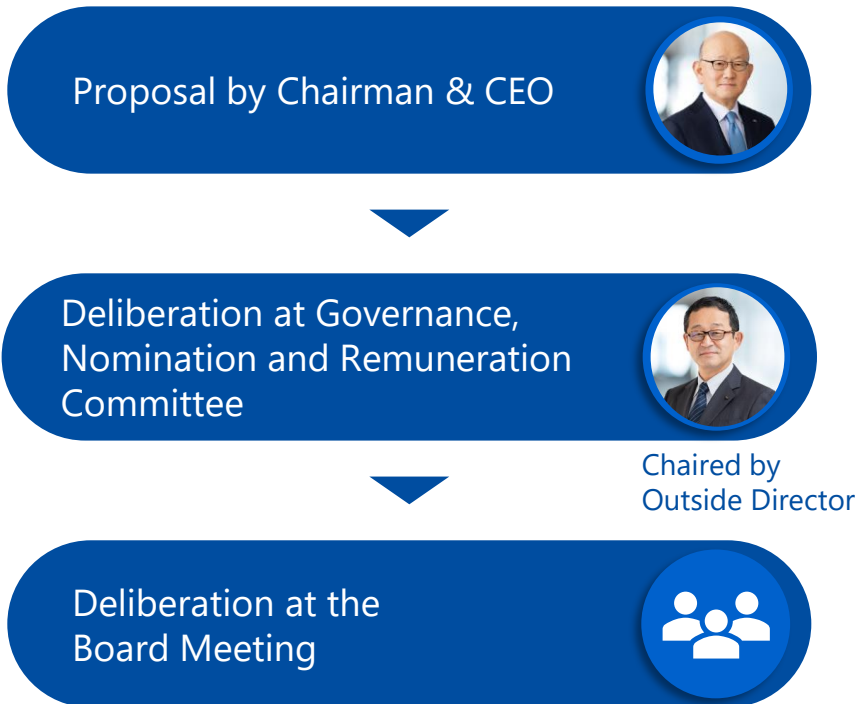 Proposal by Chairman & CEO
Deliberation at Governance,
Nomination and Remuneration
Committee
Chaired by
Outside Director
Deliberation at the
Board Meeting